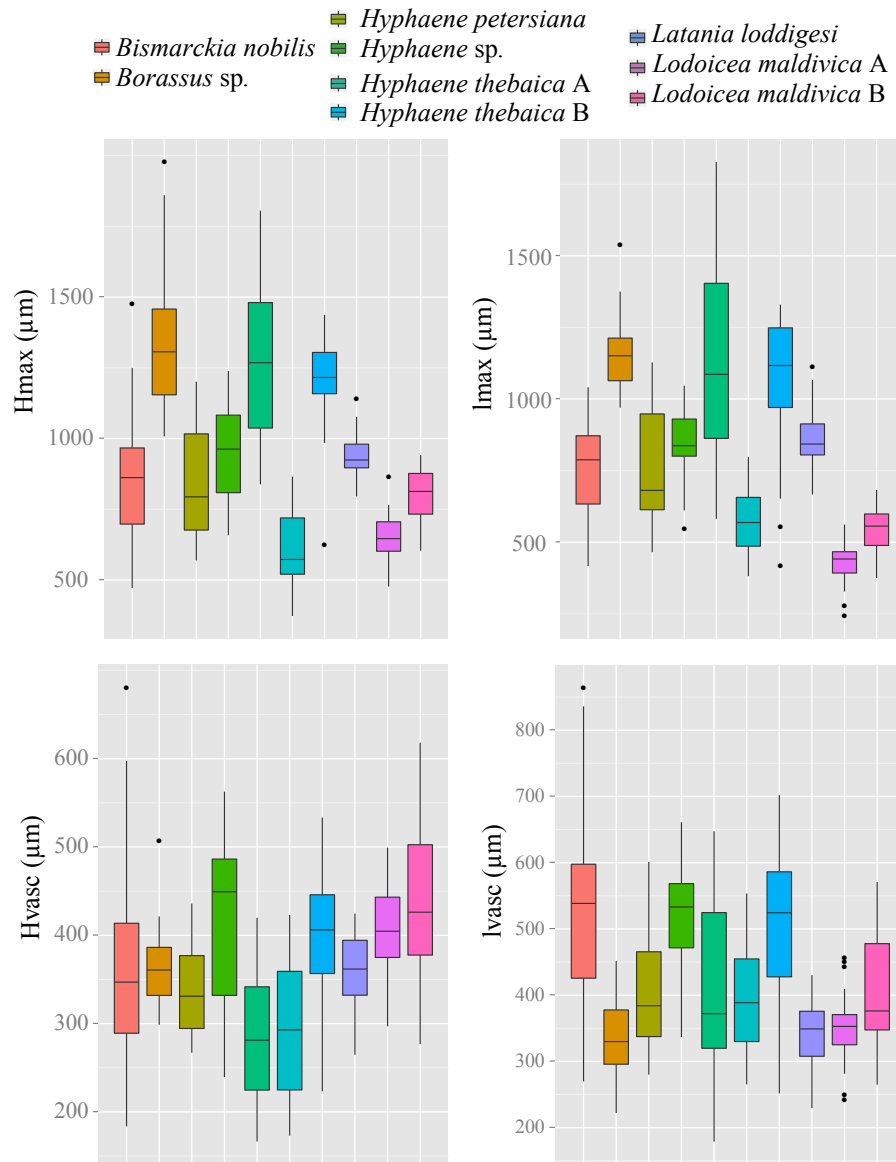 Bismarckia nobilis
Borassus sp.
Hyphaene petersiana
Hyphaene sp.
Hyphaene thebaica A
Hyphaene thebaica B
Latania loddigesi
Lodoicea maldivica A
Lodoicea maldivica B
Hmax (µm)
1500
1000
500
lmax (µm)
1500
1000
500
Hvasc (µm)
600
500
400
300
200
lvasc (µm)
800
700
600
500
400
300
200